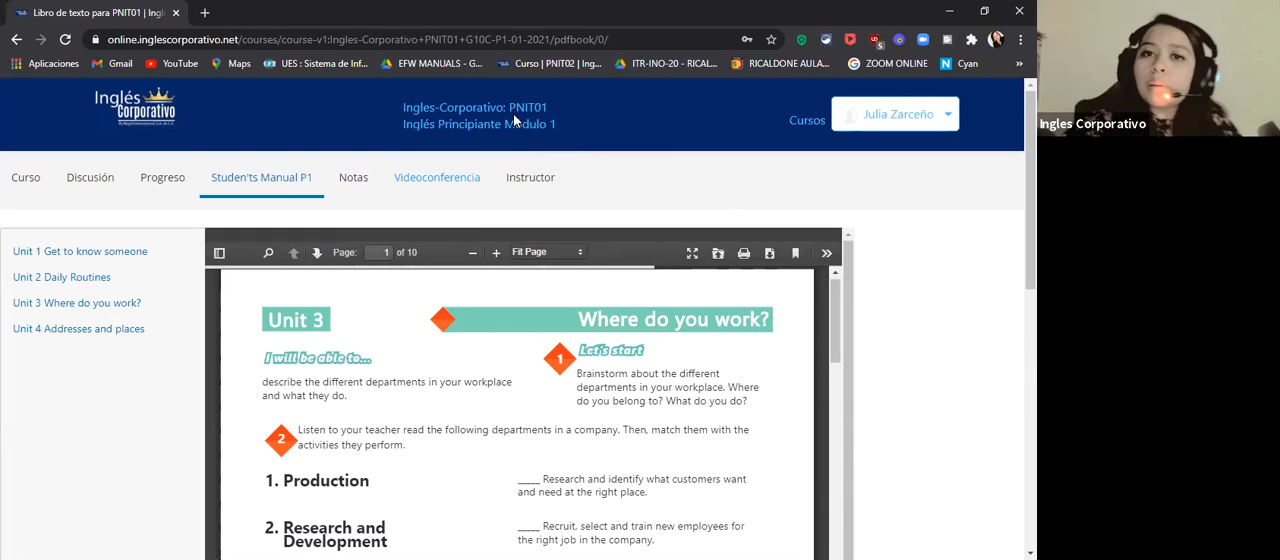 Libro de texto para PNIT01 | Ingl
online.inglescorporativo.net/courses/course-v1:Ingles-Corporativo+PNIT01+G10C-P1-01-2021/pdfbook/0/
Aplicaciones
Gmail
YouTube
Maps
UES : Sistema de Inf...
EFW MANUALS - G...
Curso | PNIT02 | Ing...
ITR-INO-20 - RICAL...
RICALDONE AULA...
ZOOM ONLINE
Cyan
»
Inglés
Corporativo
Ingles-Corporativo: PNIT01
Inglés Principiante Módulo 1
Cursos
Julia Zarceño
Ingles Corporativo
Curso
Discusión
Progreso
Studen'ts Manual P1
Notas
Videoconferencia
Instructor
Unit 1 Get to know someone
Unit 2 Daily Routines
Unit 3 Where do you work?
Unit 4 Addresses and places
Page: 1 of 10
Fit Page
Unit 3
Where do you work?
I will be able to...
describe the different departments in your workplace
and what they do.
1
Let's start
Brainstorm about the different
departments in your workplace. Where
do you belong to? What do you do?
2
Listen to your teacher read the following departments in a company. Then, match them with the
activities they perform.
1. Production
_____ Research and identify what customers want
and need at the right place.
2. Research and
Development
_____ Recruit, select and train new employees for
the right job in the company.